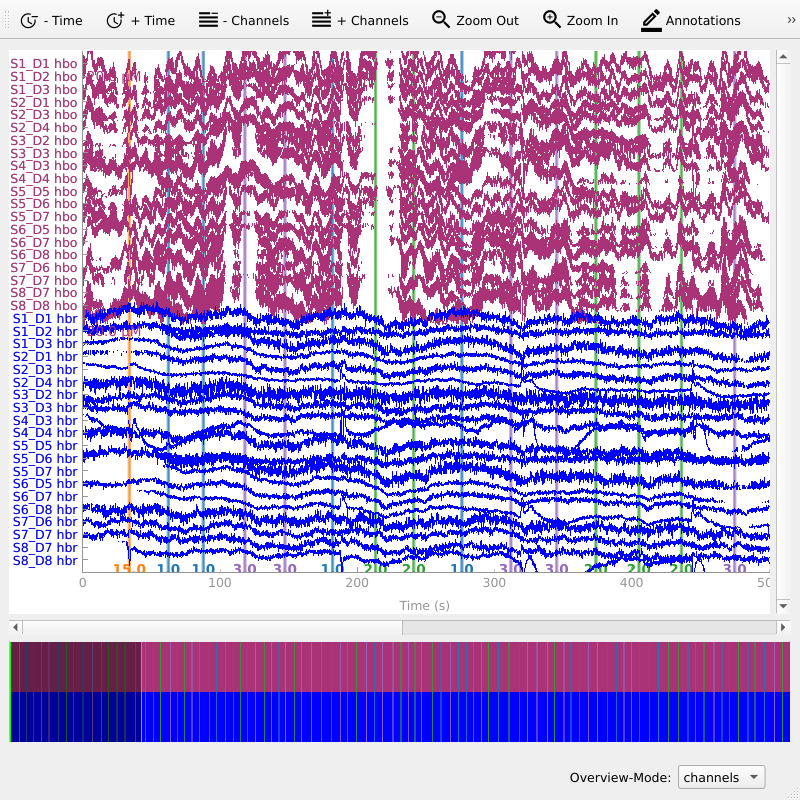 - Time + Time - Channels + Channels Zoom Out Zoom In Annotations »
S1_D1 hbo
S1_D2 hbo
S1_D3 hbo
S2_D1 hbo
S2_D3 hbo
S2_D4 hbo
S3_D2 hbo
S3_D3 hbo
S4_D3 hbo
S4_D4 hbo
S5_D5 hbo
S5_D6 hbo
S5_D7 hbo
S6_D5 hbo
S6_D7 hbo
S6_D8 hbo
S7_D6 hbo
S7_D7 hbo
S8_D7 hbo
S8_D8 hbo
S1_D1 hbr
S1_D2 hbr
S1_D3 hbr
S2_D1 hbr
S2_D3 hbr
S2_D4 hbr
S3_D2 hbr
S3_D3 hbr
S4_D3 hbr
S4_D4 hbr
S5_D5 hbr
S5_D6 hbr
S5_D7 hbr
S6_D5 hbr
S6_D7 hbr
S6_D8 hbr
S7_D6 hbr
S7_D7 hbr
S8_D7 hbr
S8_D8 hbr
15.0 1.0 1.0 3.0 3.0 1.0 2.0 2.0 1.0 3.0 3.0 2.0 2.0 2.0 3.0
0 100 200 300 400
Time (s)
Overview-Mode: channels